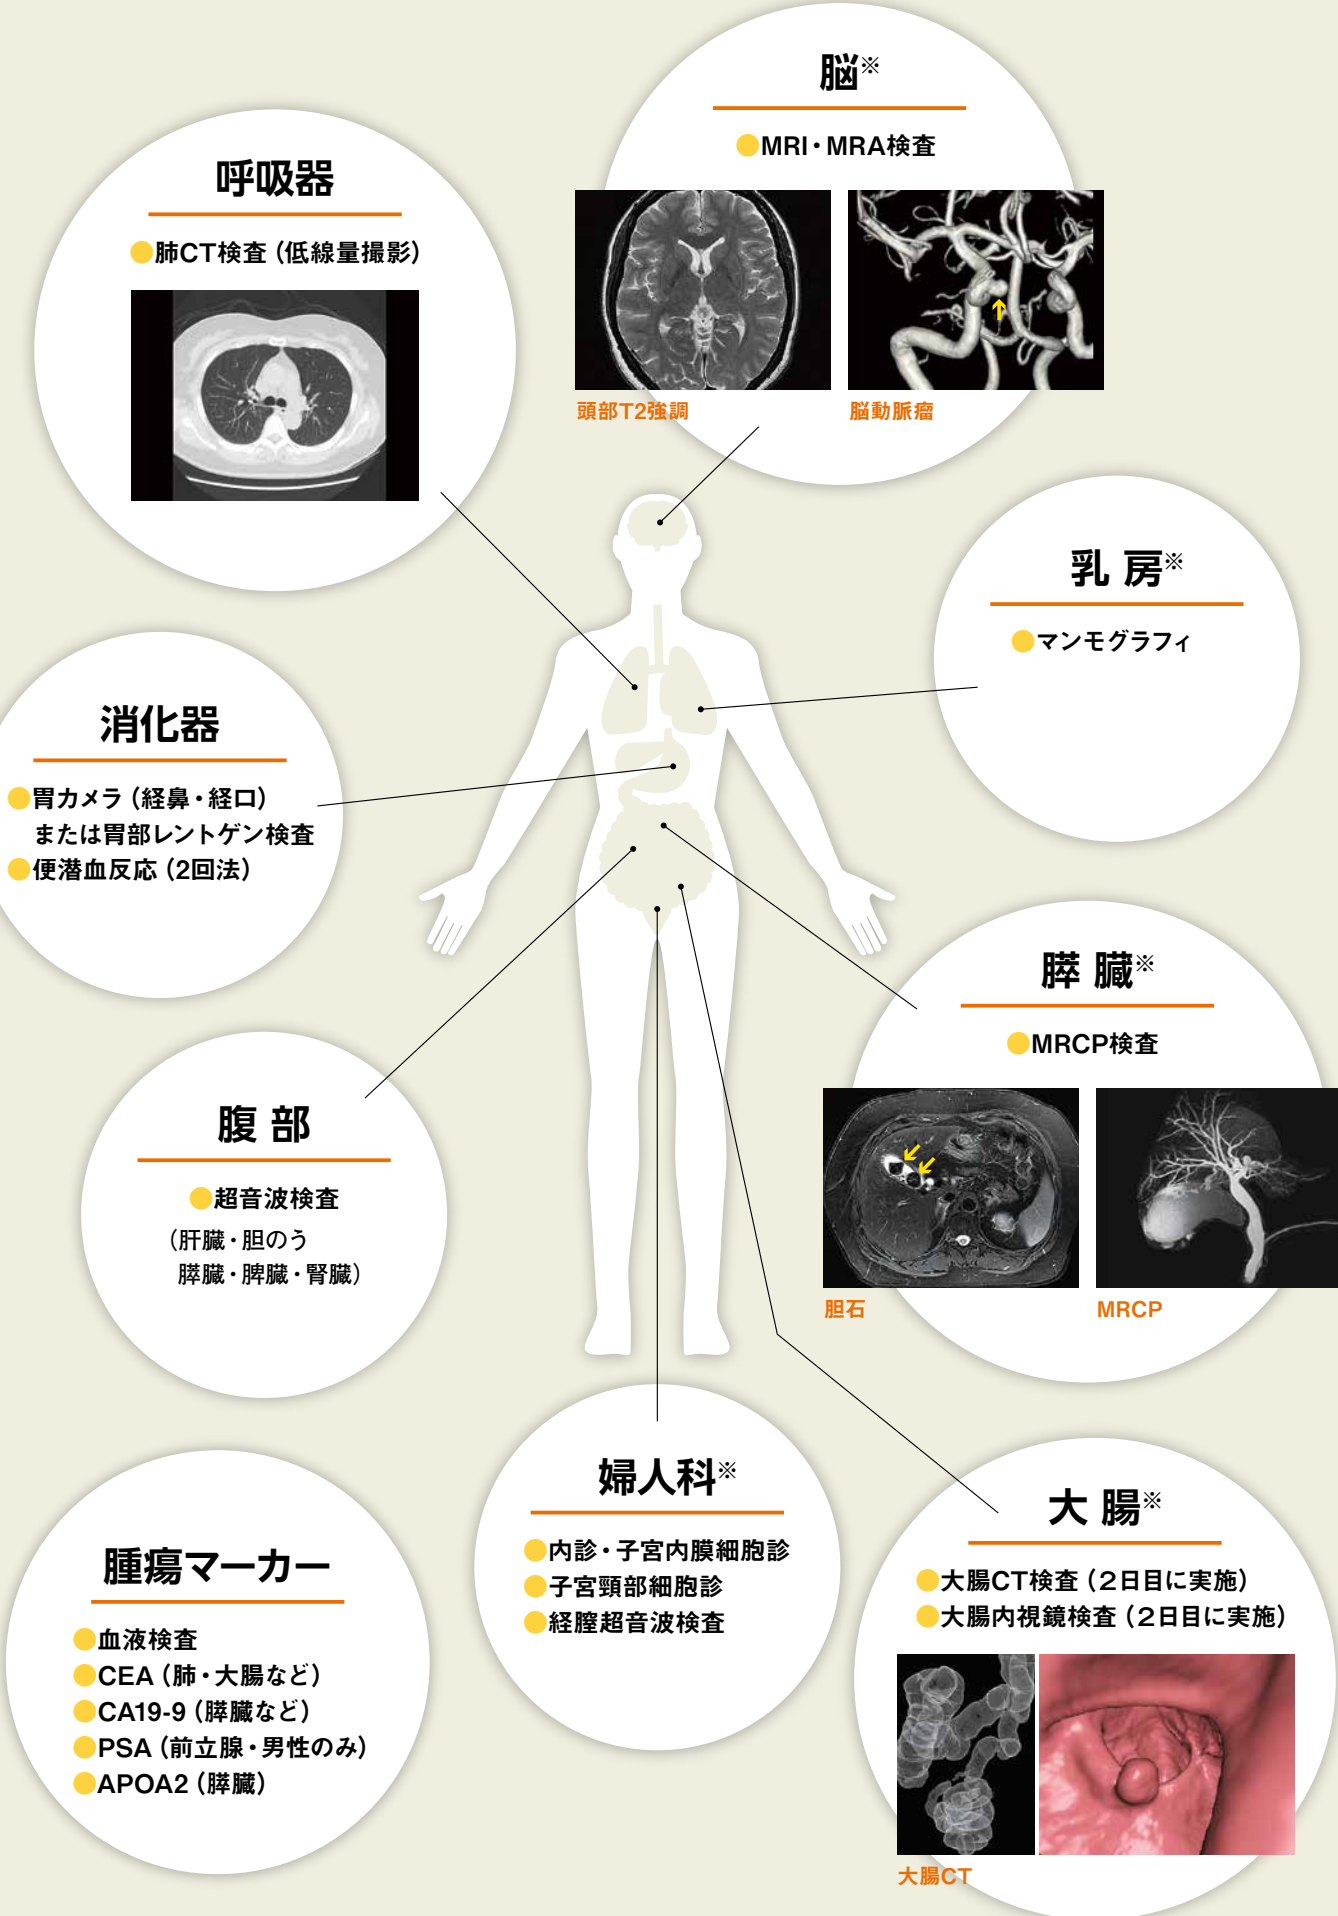 脳※
●MRI・MRA検査
頭部T2強調
脳動脈瘤
呼吸器
●肺CT検査（低線量撮影）
乳 房※
●マンモグラフィ
消化器
●胃カメラ（経鼻・経口）
または胃部レントゲン検査
●便潜血反応（2回法）
膵 臓※
●MRCP検査
胆石
MRCP
腹 部
●超音波検査
（肝臓・胆のう
膵臓・脾臓・腎臓）
婦人科※
●内診・子宮内膜細胞診
●子宮頸部細胞診
●経膣超音波検査
大 腸※
●大腸CT検査（2日目に実施）
●大腸内視鏡検査（2日目に実施）
大腸CT
腫瘍マーカー
●血液検査
●CEA（肺・大腸など）
●CA19-9（膵臓など）
●PSA（前立腺・男性のみ）
●APOA2（膵臓）